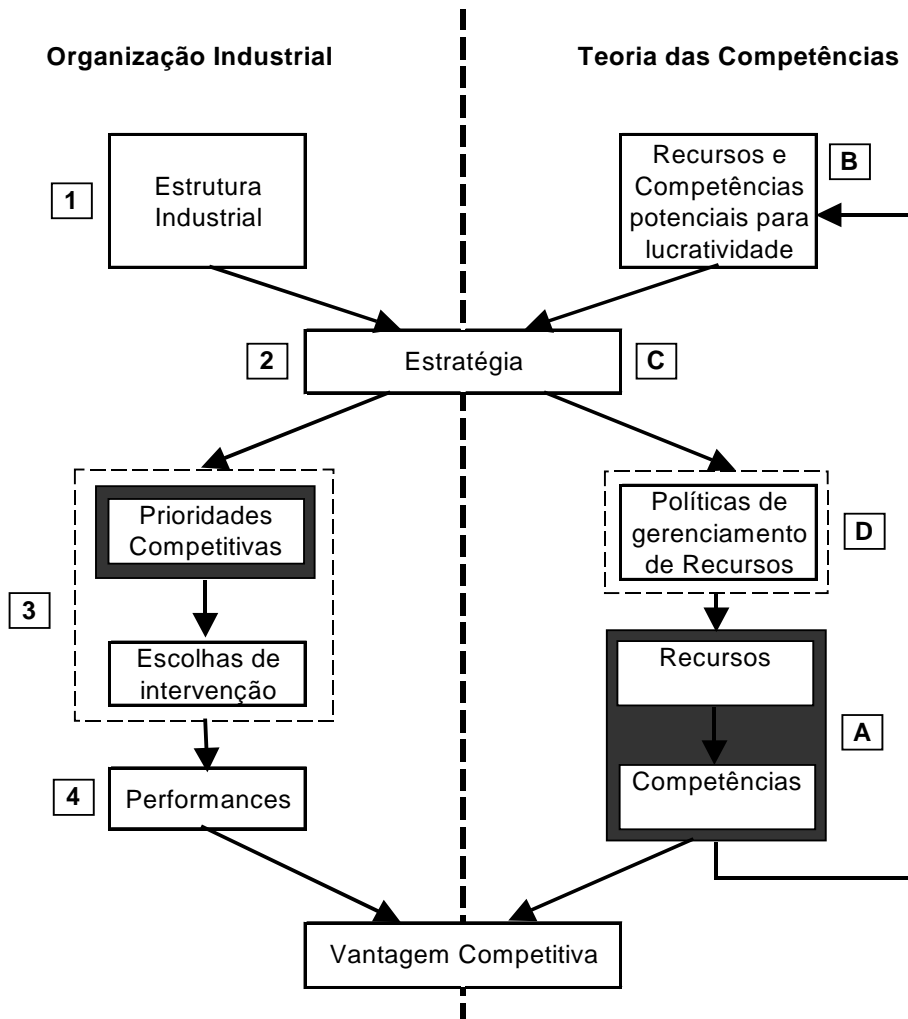 Organização Industrial
Teoria das Competências
1
Estrutura
Industrial
Recursos e
Competências
potenciais para
lucratividade
B
2
Estratégia
C
3
Prioridades
Competitivas
Escolhas de
intervenção
Políticas de
gerenciamento
de Recursos
D
Recursos
Competências
A
4
Performances
Vantagem Competitiva